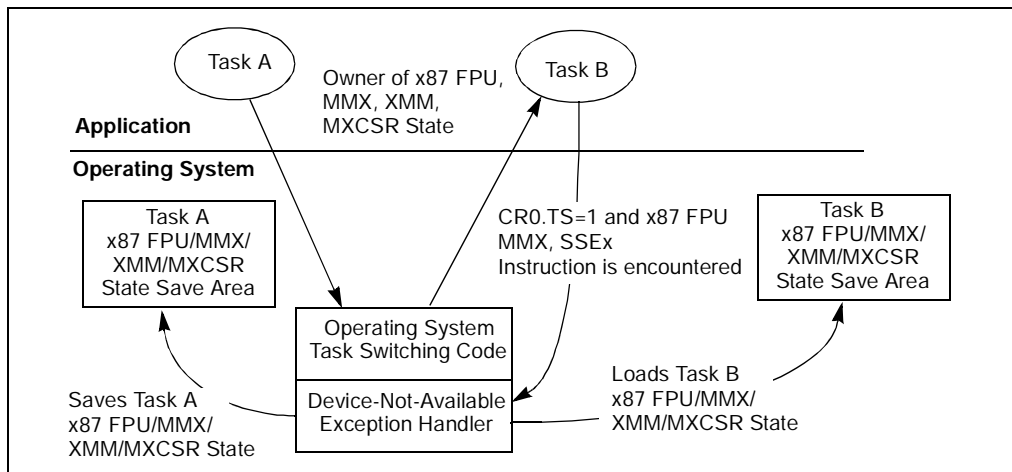 Task A
Owner of x87 FPU,
MMX, XMM,
MXCSR State
Task B
Application
Operating System
Task A
x87 FPU/MMX/
XMM/MXCSR
State Save Area
CR0.TS=1 and x87 FPU
MMX, SSEx
Instruction is encountered
Task B
x87 FPU/MMX/
XMM/MXCSR
State Save Area
Operating System
Task Switching Code
Device-Not-Available
Exception Handler
Saves Task A
x87 FPU/MMX/
XMM/MXCSR State
Loads Task B
x87 FPU/MMX/
XMM/MXCSR State